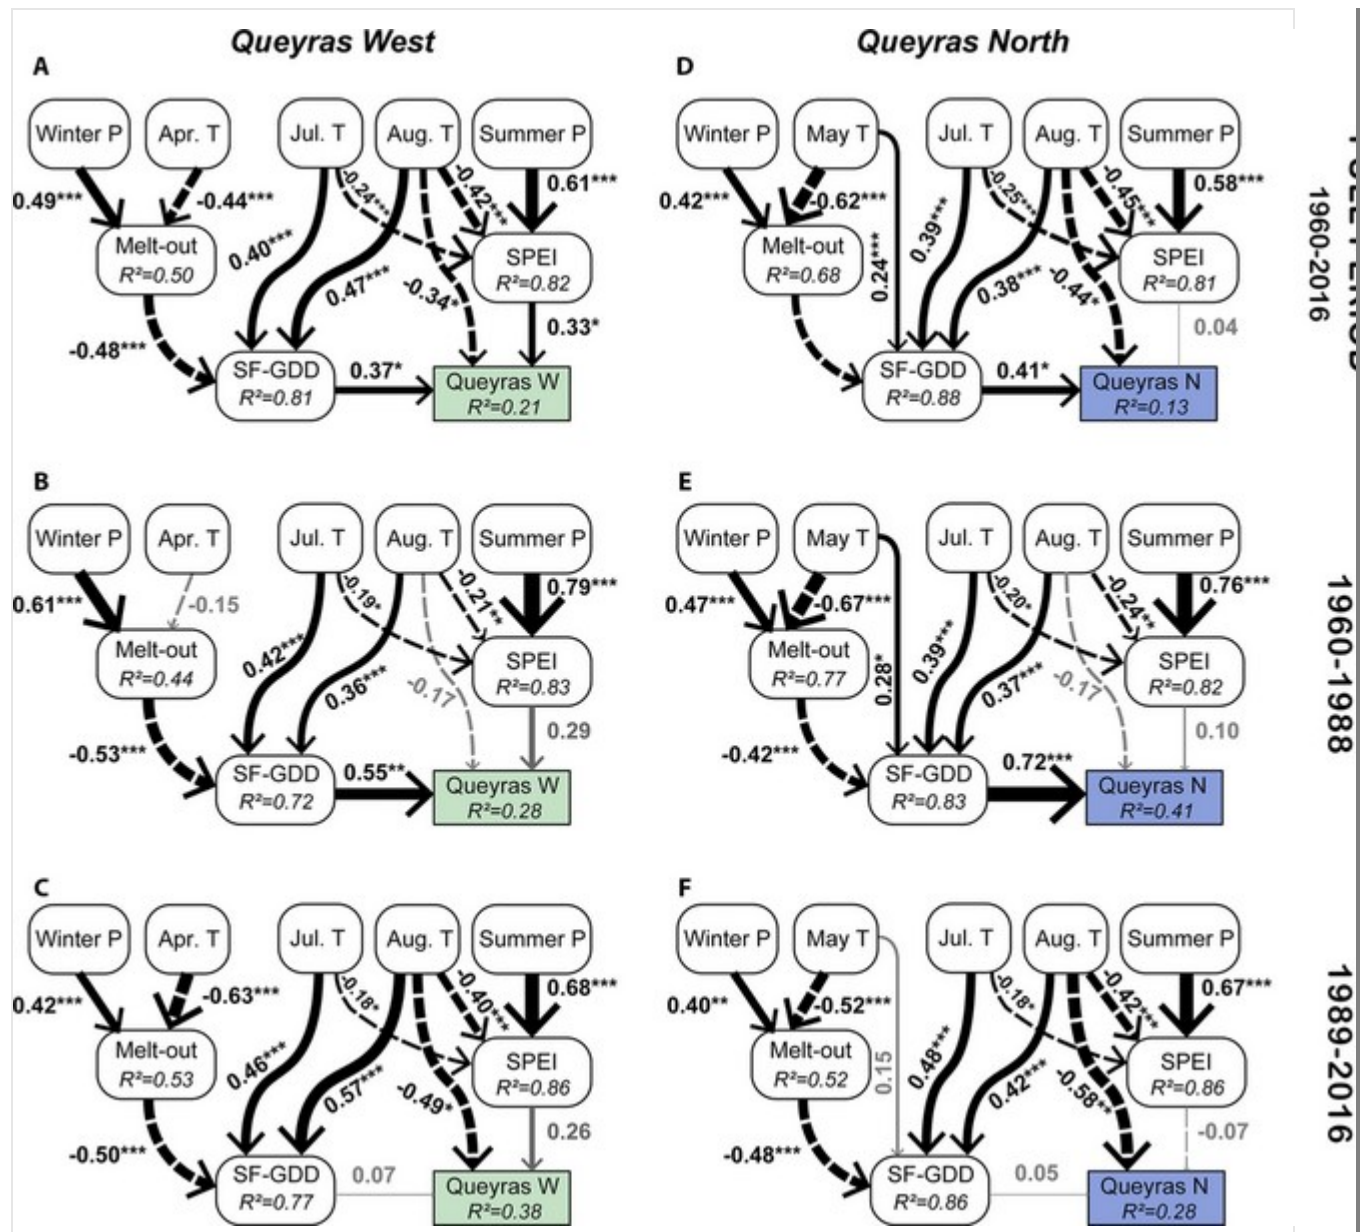 Queyras West
A
Winter P
Apr. T
Jul. T
Aug. T
Summer P
0.49***
-0.44***
-0.24***
-0.42***
0.61***
Melt-out
R²=0.50
0.40***
0.47***
-0.34*
SPEI
R²=0.82
-0.48***
0.33*
SF-GDD
R²=0.81
0.37*
Queyras W
R²=0.21
Queyras North
D
Winter P
May T
Jul. T
Aug. T
Summer P
0.42***
-0.62***
-0.25***
-0.45***
0.58***
Melt-out
R²=0.68
0.24***
0.39***
0.38***
-0.44*
SPEI
R²=0.81
0.04
SF-GDD
R²=0.88
0.41*
Queyras N
R²=0.13
1960-2016
B
Winter P
Apr. T
Jul. T
Aug. T
Summer P
0.61***
-0.15
-0.19*
-0.21**
0.79***
Melt-out
R²=0.44
0.42***
0.36***
-0.17
SPEI
R²=0.83
-0.53***
0.29
SF-GDD
R²=0.72
0.55**
Queyras W
R²=0.28
E
Winter P
May T
Jul. T
Aug. T
Summer P
0.47***
-0.67***
-0.20*
-0.24**
0.76***
Melt-out
R²=0.77
0.28*
0.39***
0.37***
-0.17
SPEI
R²=0.82
-0.42***
0.10
SF-GDD
R²=0.83
0.72***
Queyras N
R²=0.41
1960-1988
C
Winter P
Apr. T
Jul. T
Aug. T
Summer P
0.42***
-0.63***
-0.18*
-0.40***
0.68***
Melt-out
R²=0.53
0.46***
0.57***
-0.49*
SPEI
R²=0.86
-0.50***
0.26
SF-GDD
R²=0.77
0.07
Queyras W
R²=0.38
F
Winter P
May T
Jul. T
Aug. T
Summer P
0.40**
-0.52***
-0.18*
-0.42***
0.67***
Melt-out
R²=0.52
0.15
0.48***
0.42***
-0.58**
SPEI
R²=0.86
-0.48***
-0.07
SF-GDD
R²=0.86
0.05
Queyras N
R²=0.28
1989-2016